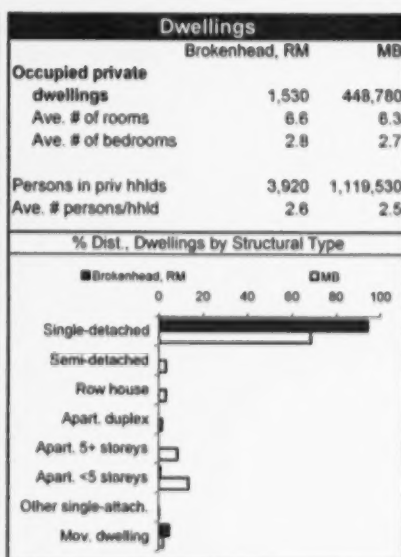 Dwellings
Brokenhead, RM MB
Occupied private
dwellings 1,530 448,780
Ave. # of rooms 6.6 6.3
Ave. # of bedrooms 2.8 2.7
Persons in priv hhlds 3,920 1,119,530
Ave. # persons/hhld 2.6 2.5
% Dist., Dwellings by Structural Type
Brokenhead, RM MB
0 20 40 60 80 100
Single-detached
Semi-detached
Row house
Apart. duplex
Apart. 5+ storeys
Apart. <5 storeys
Other single-attach.
Mov. dwelling